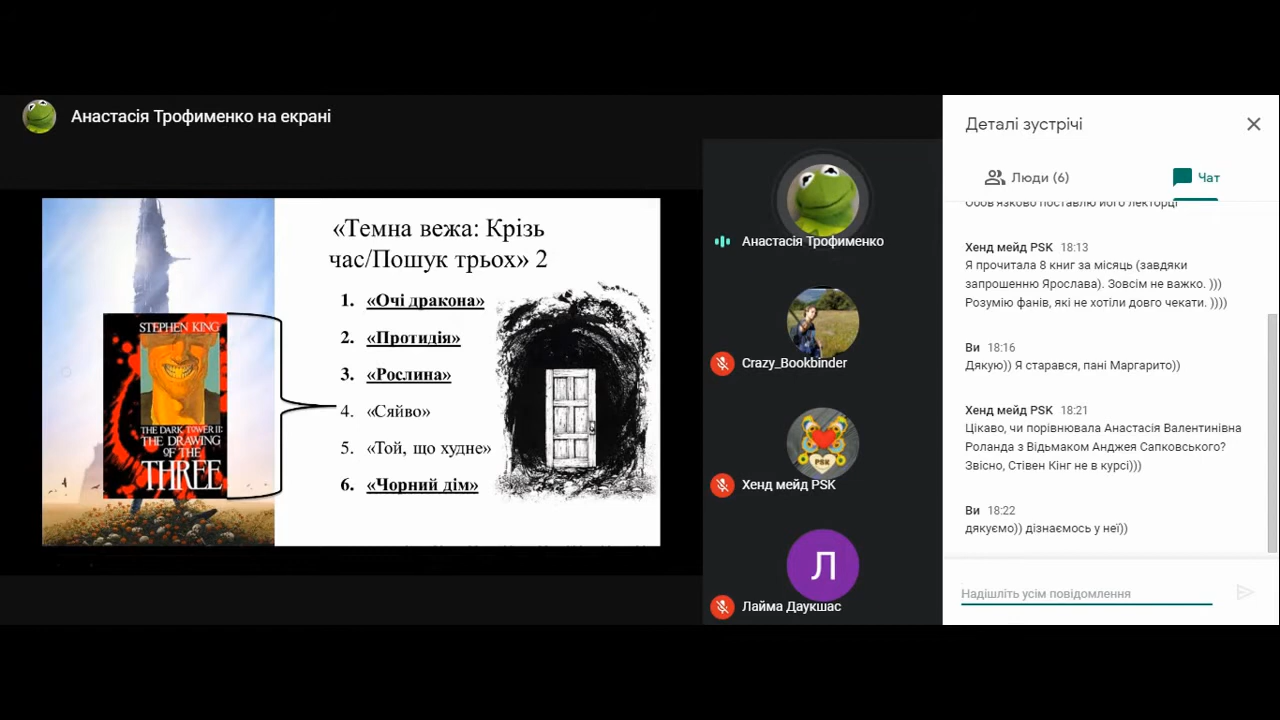 Анастасія Трофименко на екрані
«Темна вежа: Крізь
час/Пошук трьох» 2
STEPHEN KING
THE DARK TOWER II:
THE DRAWING
OF THE
THREE
1. «Очі дракона»
2. «Протидія»
3. «Рослина»
4. «Сяйво»
5. «Той, що худне»
6. «Чорний дім»
Анастасія Трофименко
Crazy_Bookbinder
PSK
Хенд мейд PSK
Л
Лайма Даукшас
Деталі зустрічі
Люди (6)
Чат
Обов'язково поставлю його лекторці
Хенд мейд PSK 18:13
Я прочитала 8 книг за місяць (завдяки
запрошенню Ярослава). Зовсім не важко. )))
Розумію фанів, які не хотіли довго чекати. ))))
Ви 18:16
Дякую)) Я старався, пані Маргарито))
Хенд мейд PSK 18:21
Цікаво, чи порівнювала Анастасія Валентинівна
Роланда з Відьмаком Анджея Сапковського?
Звісно, Стівен Кінг не в курсі)))
Ви 18:22
дякуємо)) дізнаємось у неї))
Надішліть усім повідомлення